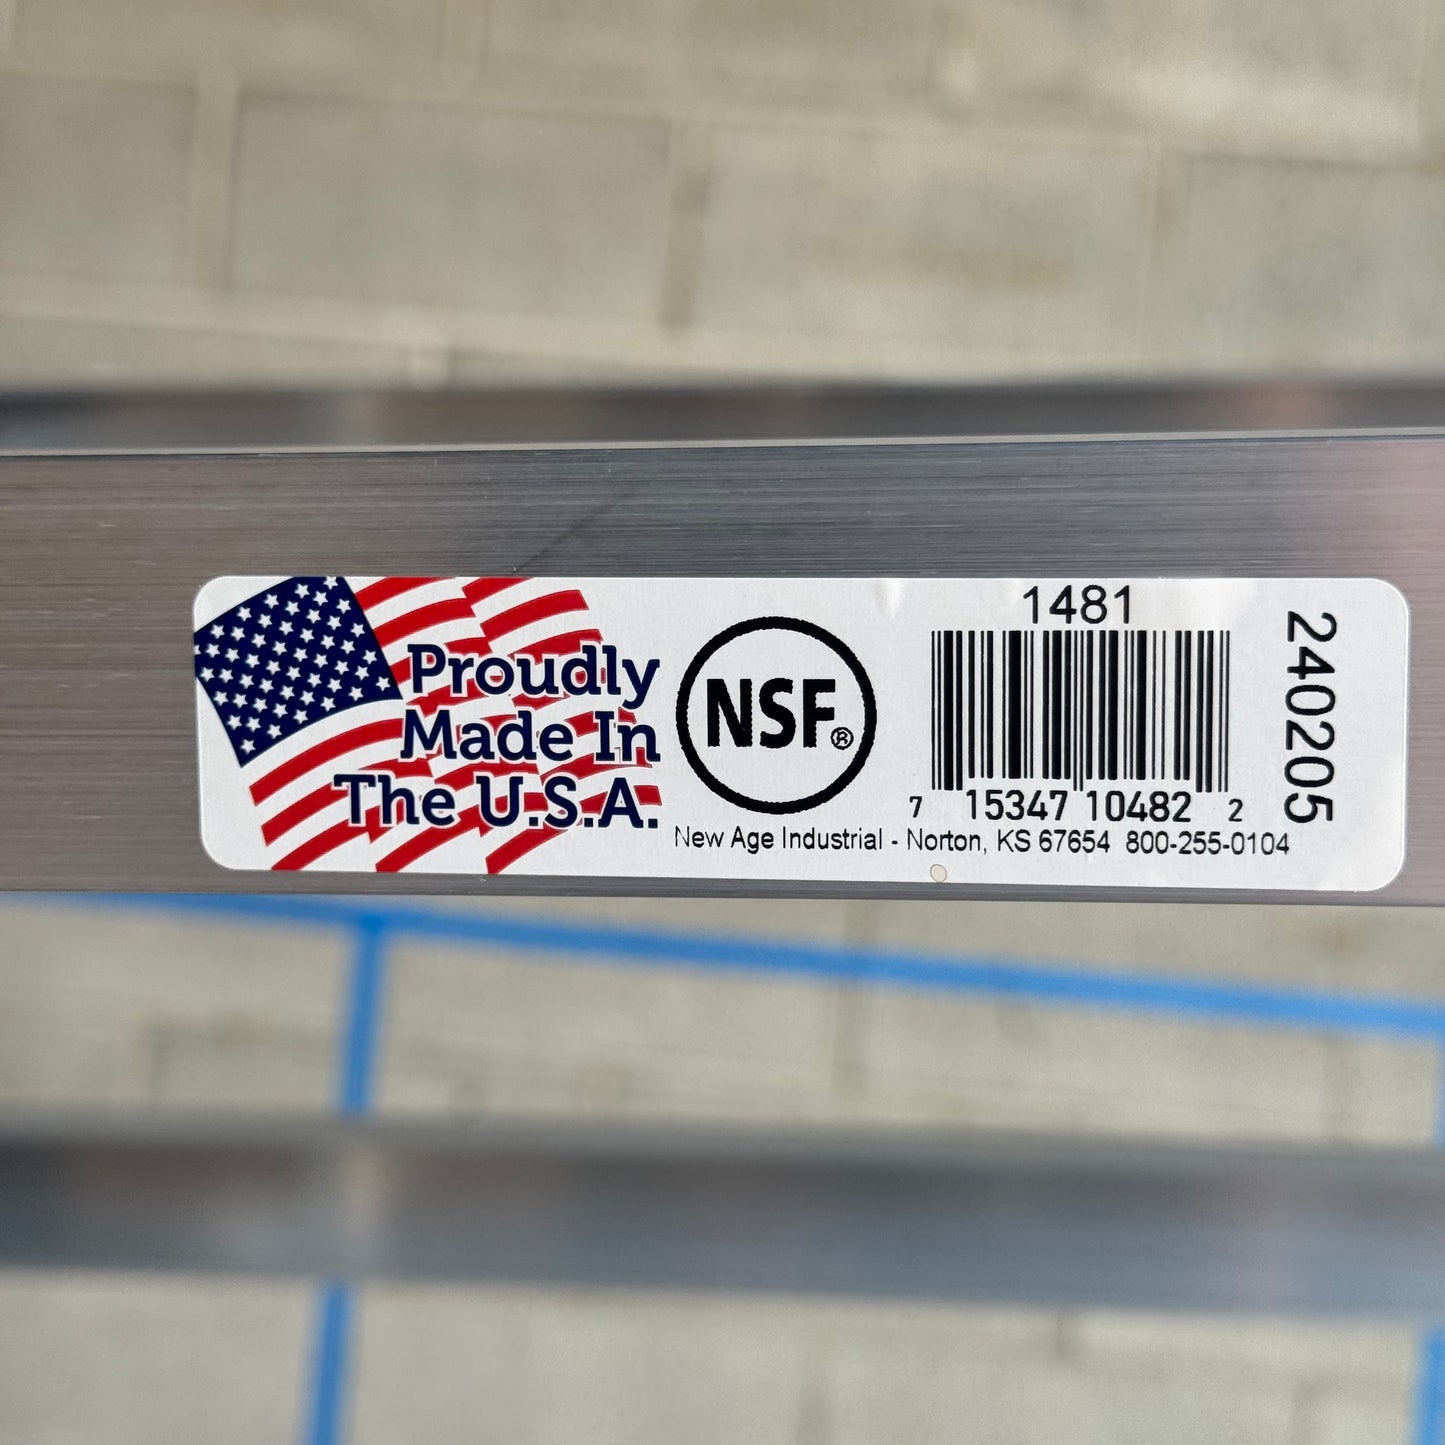 Proudly
Made In
The U.S.A.
NSF®
1481
7 15347 10482 2
New Age Industrial - Norton, KS 67654 800-255-0104
240205